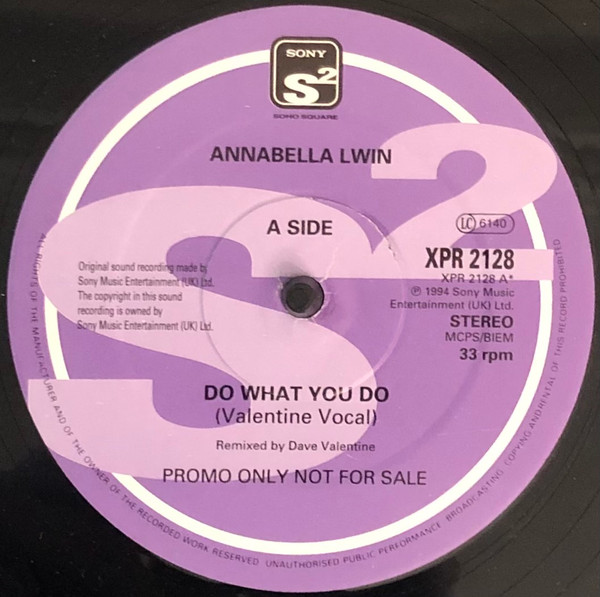 SONY
S2
SOHO SQUARE
ANNABELLA LWIN
A SIDE
LC 6140
XPR 2128
XPR 2128 A*
℗ 1994 Sony Music
Entertainment (UK) Ltd.
STEREO
MCPS/BIEM
33 rpm
Original sound recording made by
Sony Music Entertainment (UK) Ltd.
The copyright in this sound
recording is owned by
Sony Music Entertainment (UK) Ltd.
S2
DO WHAT YOU DO
(Valentine Vocal)
Remixed by Dave Valentine
PROMO ONLY NOT FOR SALE
ALL RIGHTS OF THE MANUFACTURER AND OF THE OWNER OF THE RECORDED WORK RESERVED. UNAUTHORISED PUBLIC PERFORMANCE. BROADCASTING. COPYING AND RENTAL OF THIS RECORD PROHIBITED